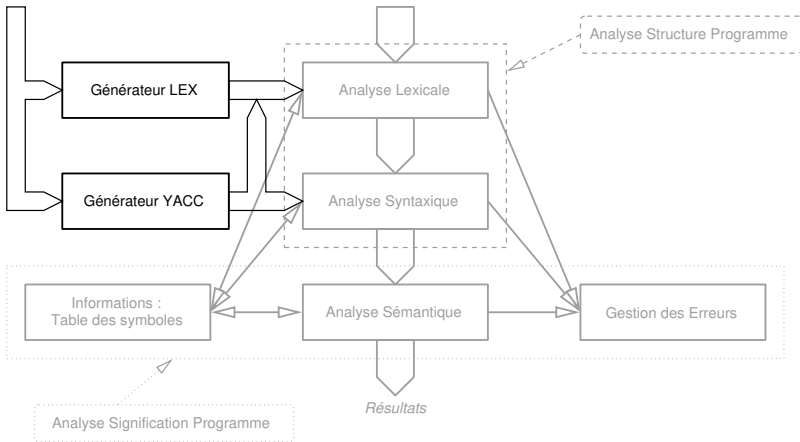 Analyse Structure Programme
Générateur LEX
Analyse Lexicale
Générateur YACC
Analyse Syntaxique
Informations :
Table des symboles
Analyse Sémantique
Gestion des Erreurs
Résultats
Analyse Signification Programme